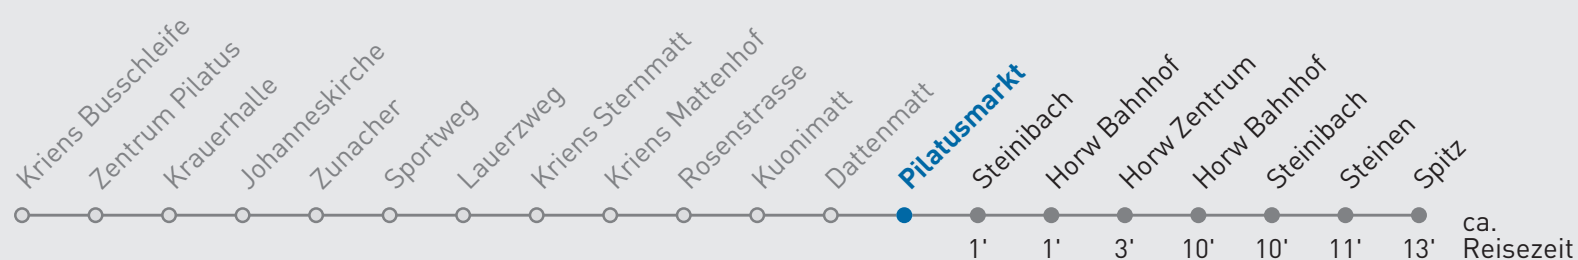 Kriens Busschleife
Zentrum Pilatus
Krauerhalle
Johanneskirche
Zunacher
Sportweg
Lauerzweg
Kriens Sternmatt
Kriens Mattenhof
Rosenstrasse
Kuonimatt
Dattenmatt
Pilatusmarkt
Steinibach
Horw Bahnhof
Horw Zentrum
Horw Bahnhof
Steinibach
Steinen
Spitz
1' 1' 3' 10' 10' 11' 13'
ca.
Reisezeit